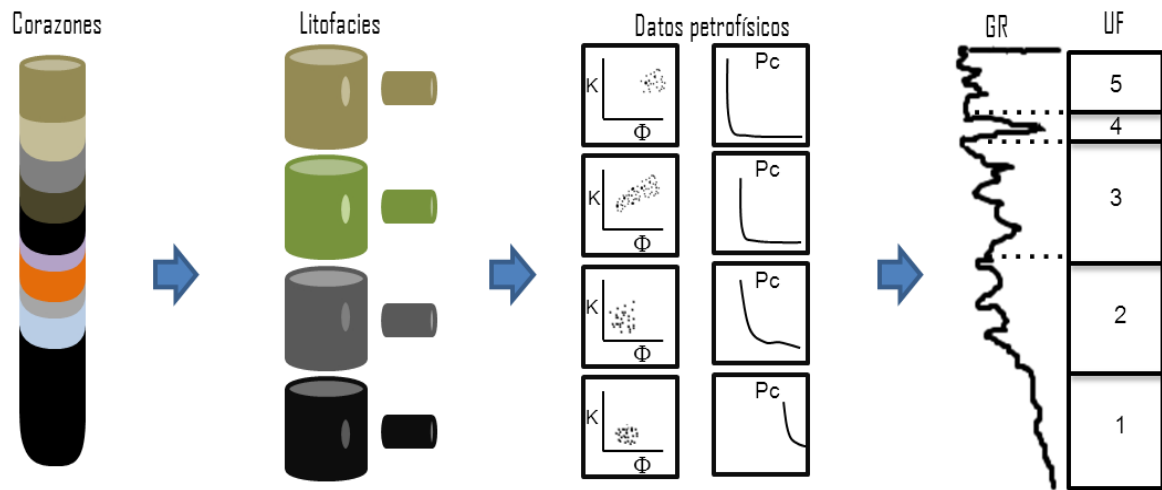 Corazones
Litofacies
Datos petrofísicos
GR
UF
K
Φ
Pc
K
Φ
Pc
K
Φ
Pc
K
Φ
Pc
5
4
3
2
1